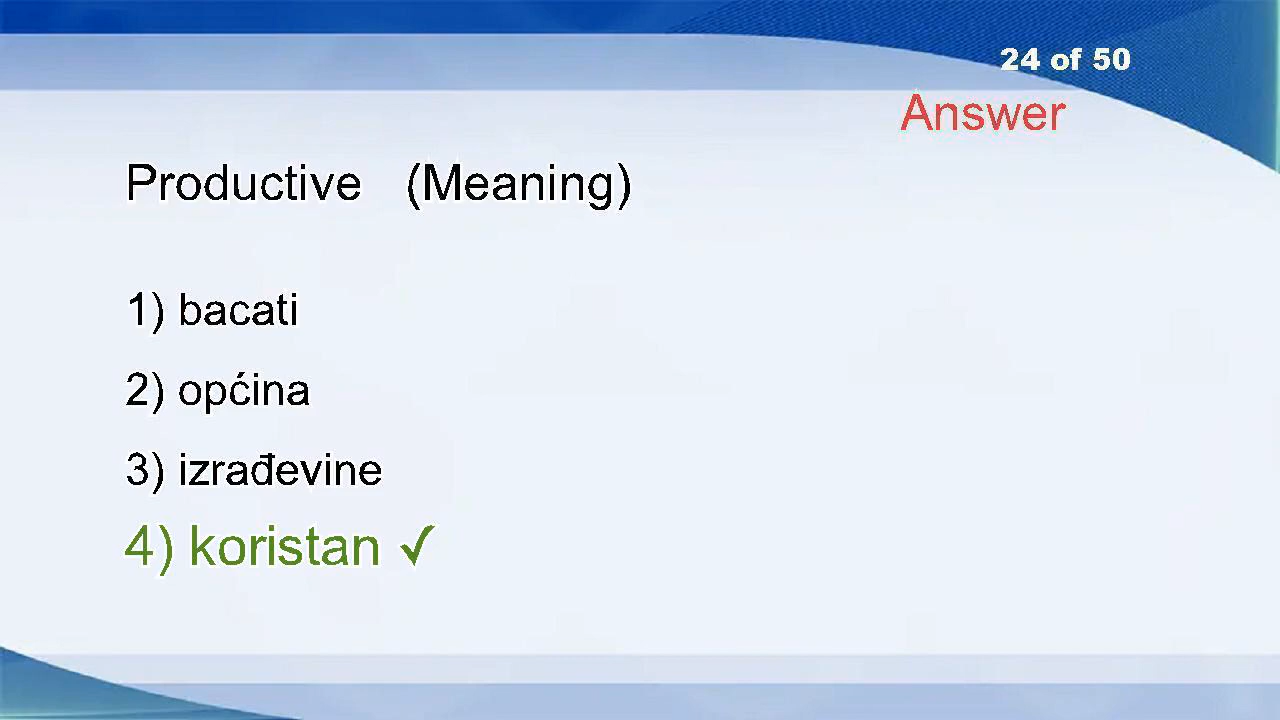 24 of 50
Answer
Productive (Meaning)
1) bacati
2) općina
3) izrađevine
4) koristan ✓